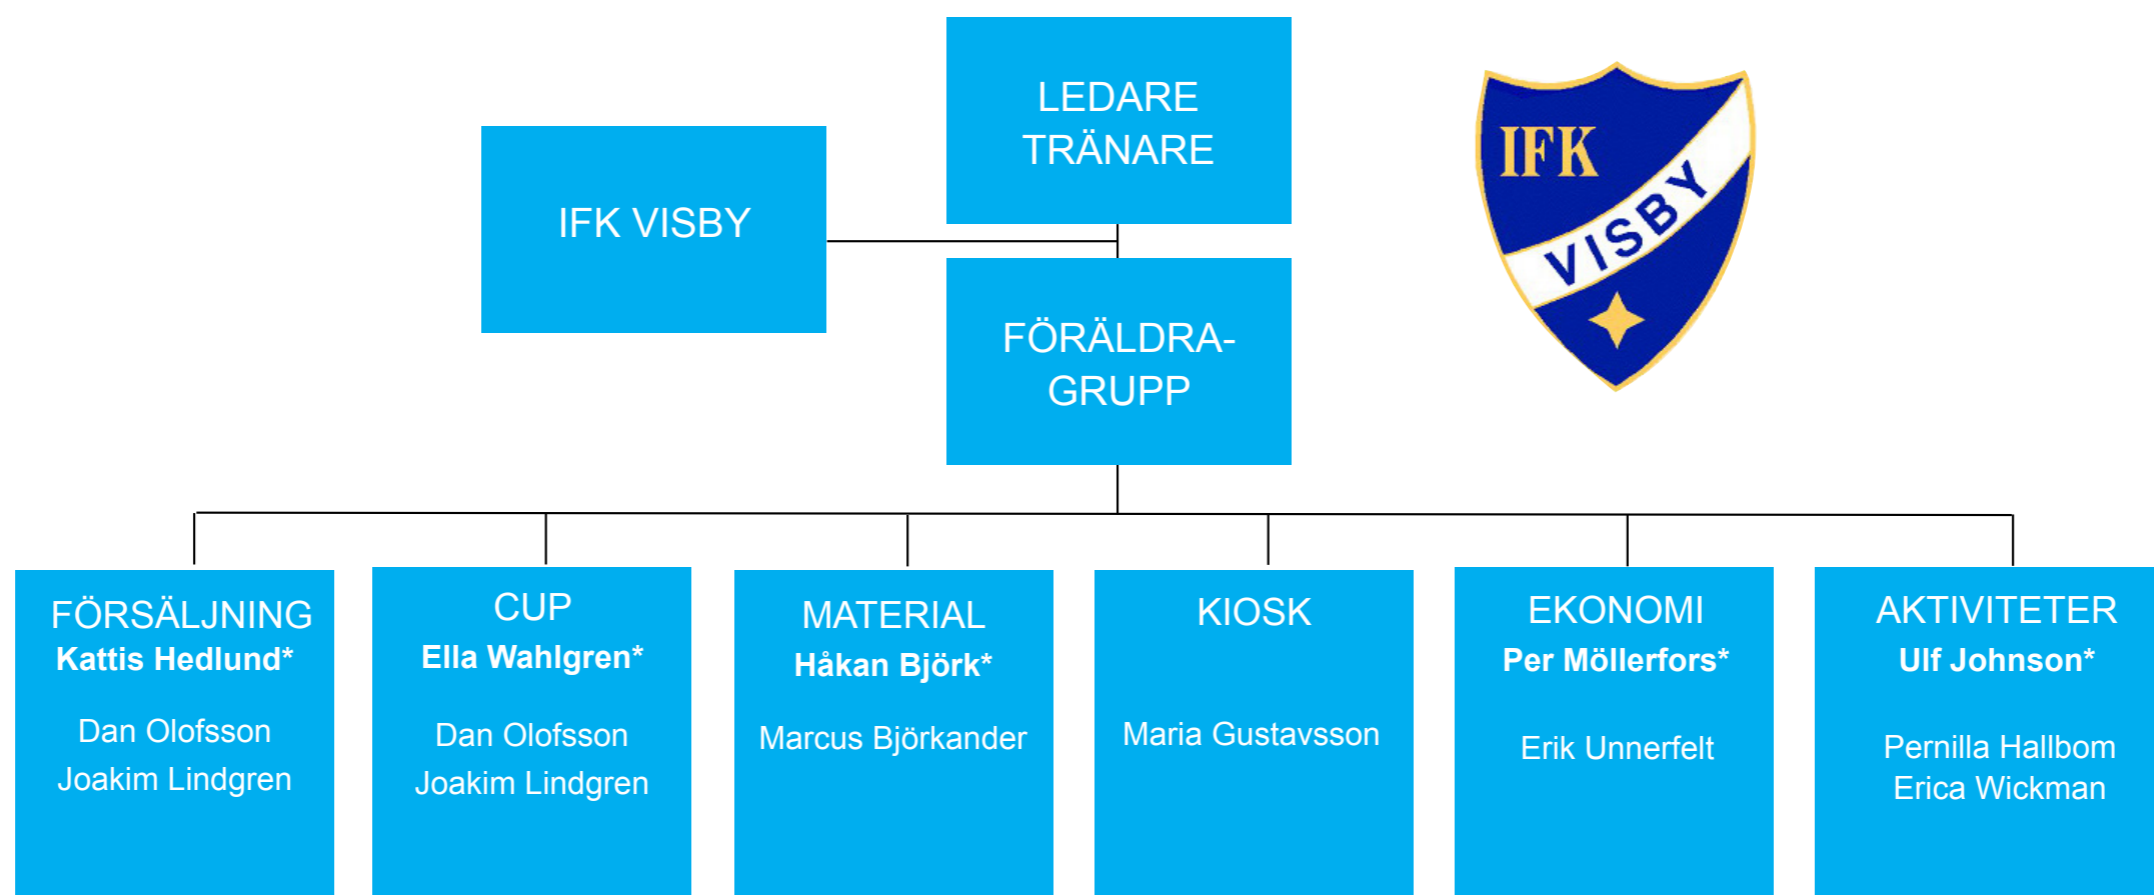 LEDARE
TRÄNARE
IFK VISBY
IFK
VISBY
FÖRÄLDRA-
GRUPP
FÖRSÄLJNING
Kattis Hedlund*
Dan Olofsson
Joakim Lindgren
CUP
Ella Wahlgren*
Dan Olofsson
Joakim Lindgren
MATERIAL
Håkan Björk*
Marcus Björkander
KIOSK
Maria Gustavsson
EKONOMI
Per Möllerfors*
Erik Unnerfelt
AKTIVITETER
Ulf Johnson*
Pernilla Hallbom
Erica Wickman